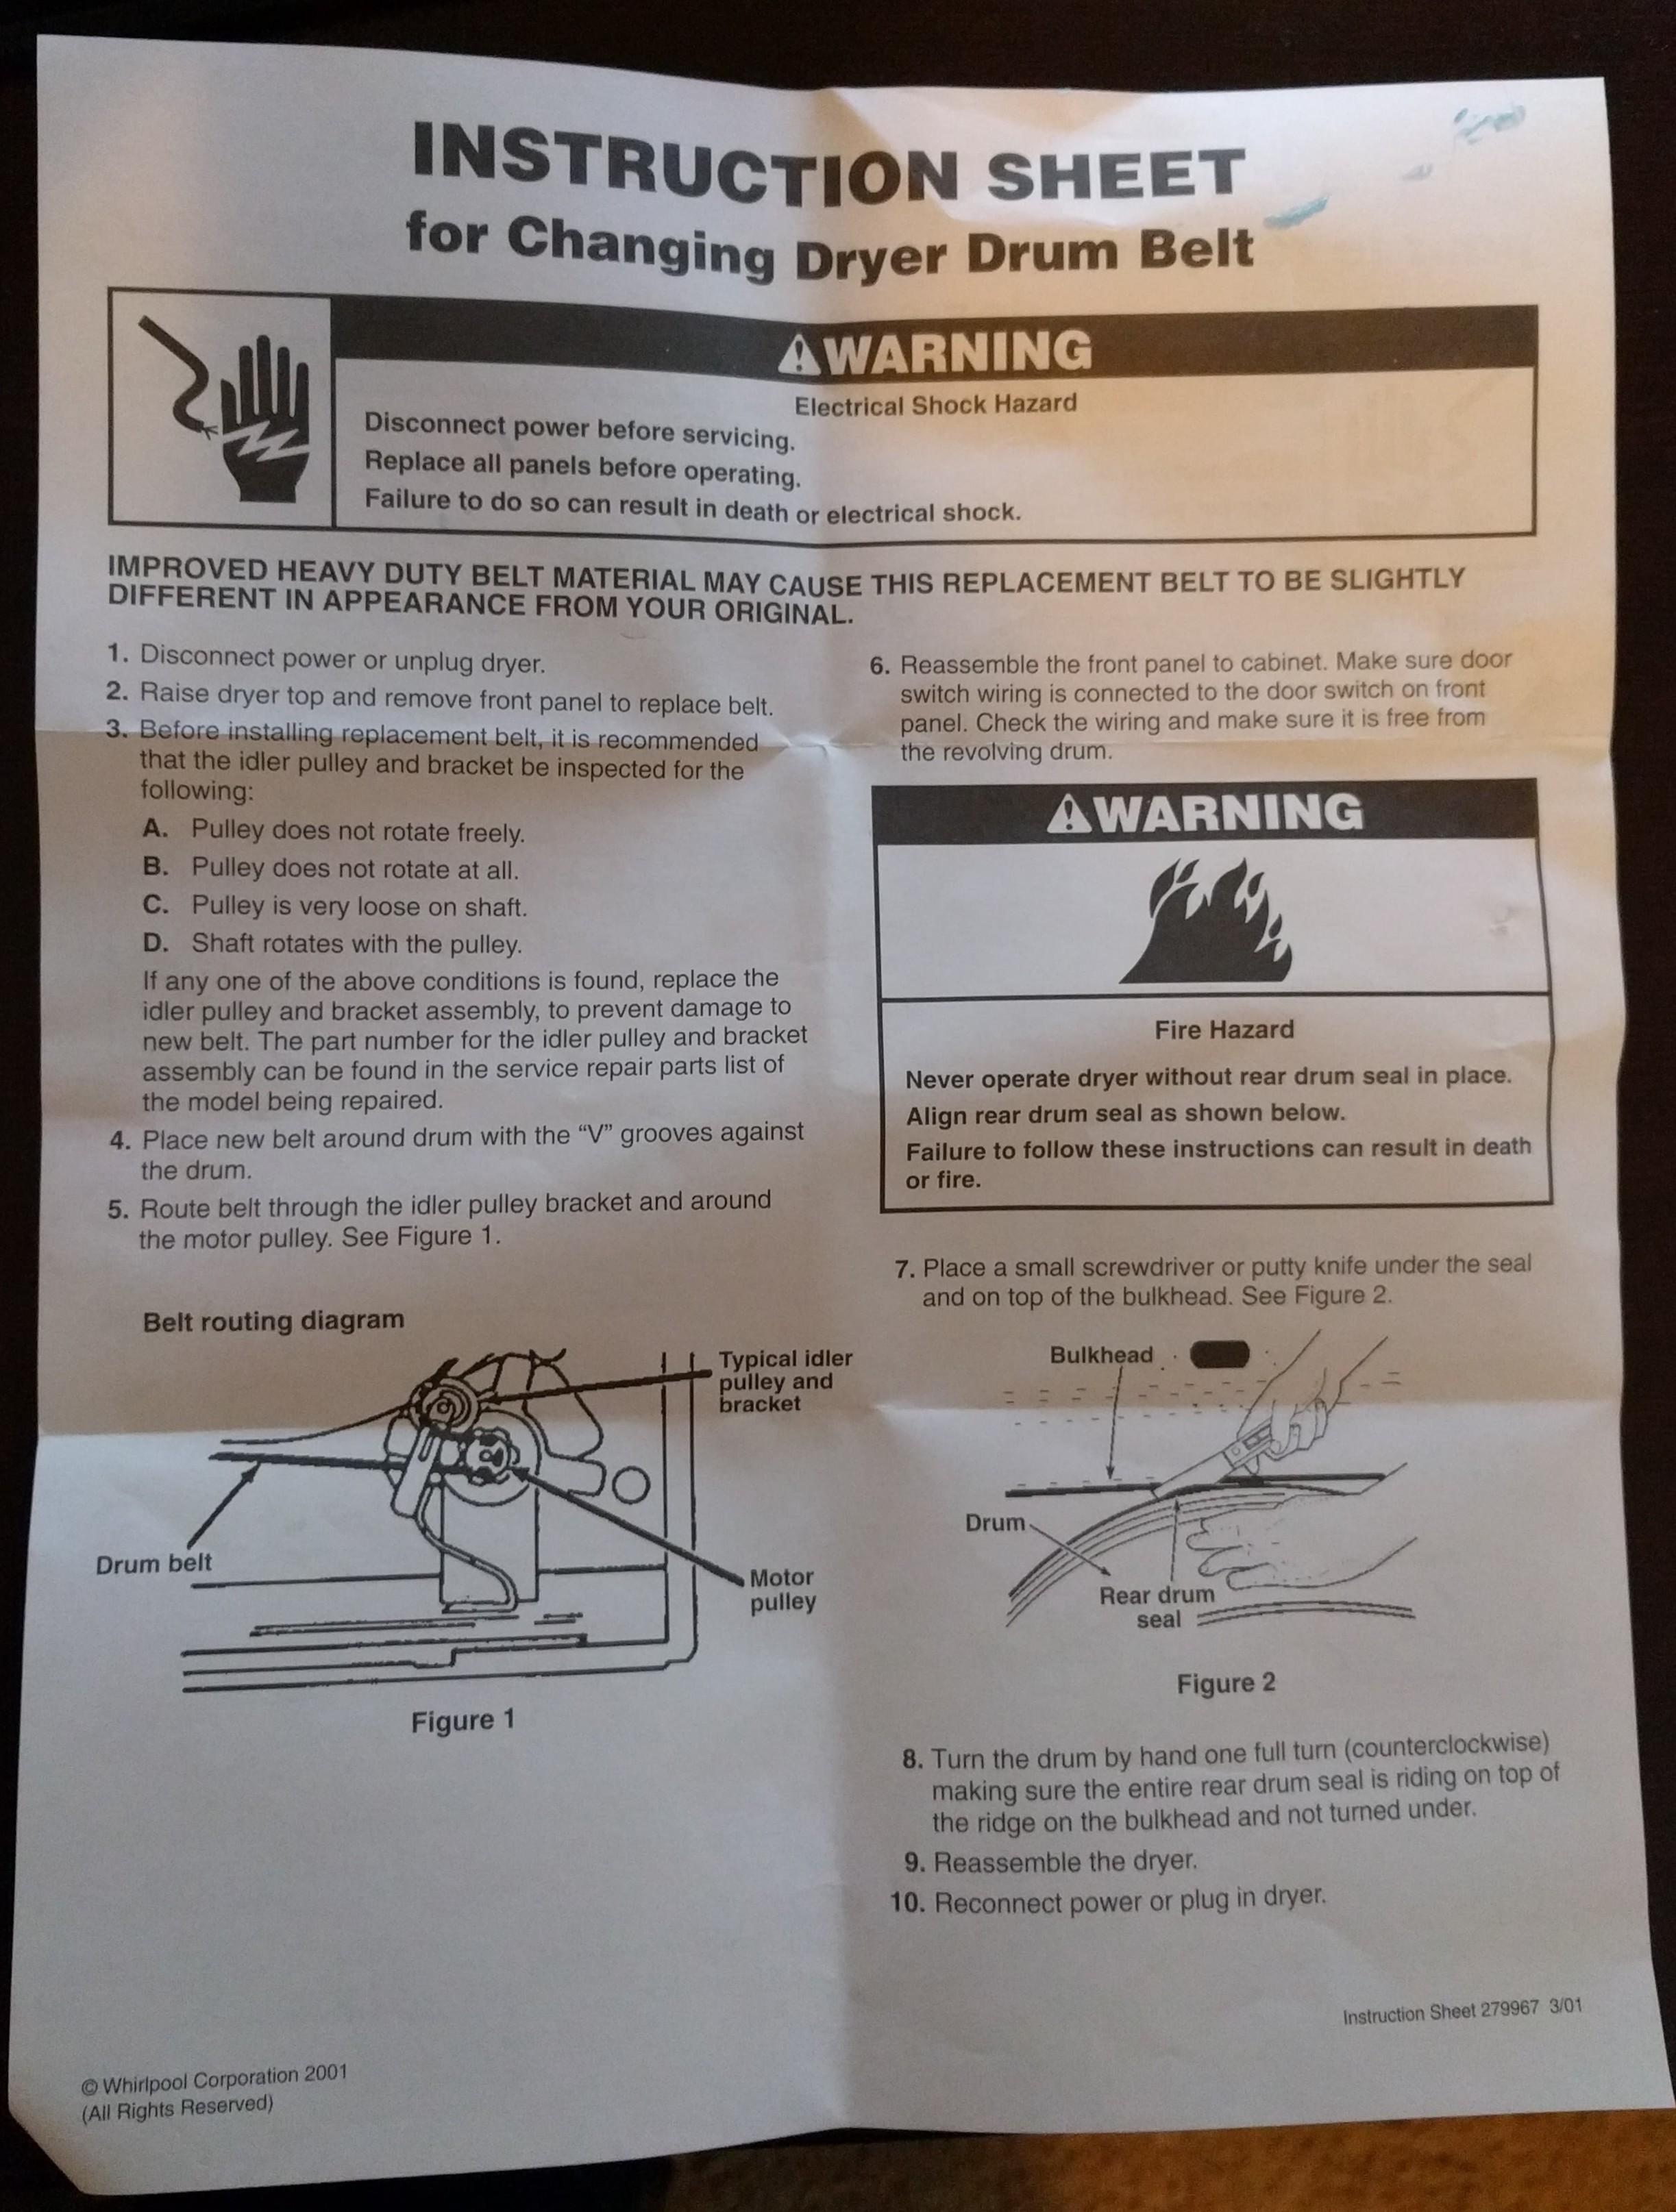 INSTRUCTION SHEET
for Changing Dryer Drum Belt
WARNING
Electrical Shock Hazard
Disconnect power before servicing.
Replace all panels before operating.
Failure to do so can result in death or electrical shock.
IMPROVED HEAVY DUTY BELT MATERIAL MAY CAUSE THIS REPLACEMENT BELT TO BE SLIGHTLY
DIFFERENT IN APPEARANCE FROM YOUR ORIGINAL.
1. Disconnect power or unplug dryer.
2. Raise dryer top and remove front panel to replace belt.
3. Before installing replacement belt, it is recommended
that the idler pulley and bracket be inspected for the
following:
A. Pulley does not rotate freely.
B. Pulley does not rotate at all.
C. Pulley is very loose on shaft.
D. Shaft rotates with the pulley.
If any one of the above conditions is found, replace the
idler pulley and bracket assembly, to prevent damage to
new belt. The part number for the idler pulley and bracket
assembly can be found in the service repair parts list of
the model being repaired.
4. Place new belt around drum with the “V” grooves against
the drum.
5. Route belt through the idler pulley bracket and around
the motor pulley. See Figure 1.
Belt routing diagram
Typical idler
pulley and
bracket
Drum belt
Motor
pulley
Figure 1
6. Reassemble the front panel to cabinet. Make sure door
switch wiring is connected to the door switch on front
panel. Check the wiring and make sure it is free from
the revolving drum.
WARNING
Fire Hazard
Never operate dryer without rear drum seal in place.
Align rear drum seal as shown below.
Failure to follow these instructions can result in death
or fire.
7. Place a small screwdriver or putty knife under the seal
and on top of the bulkhead. See Figure 2.
Bulkhead
Drum
Rear drum
seal
Figure 2
8. Turn the drum by hand one full turn (counterclockwise)
making sure the entire rear drum seal is riding on top of
the ridge on the bulkhead and not turned under.
9. Reassemble the dryer.
10. Reconnect power or plug in dryer.
Instruction Sheet 279967 3/01
© Whirlpool Corporation 2001
(All Rights Reserved)